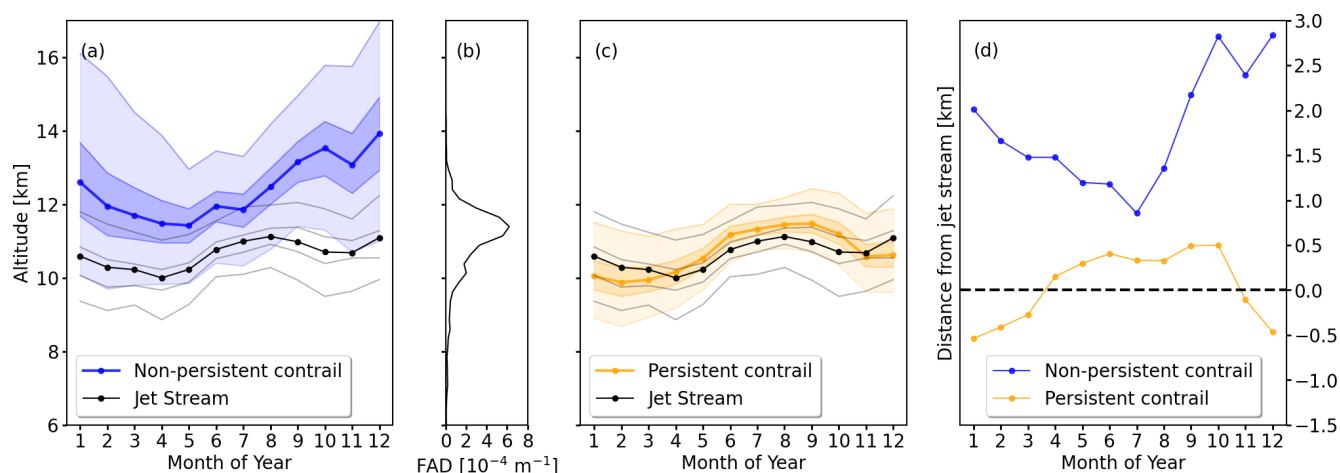 (a)
16
14
12
10
8
6
Altitude [km]
1 2 3 4 5 6 7 8 9 10 11 12
Month of Year
Non-persistent contrail
Jet Stream
(b)
0 2 4 6 8
FAD [10⁻⁴ m⁻¹]
(c)
1 2 3 4 5 6 7 8 9 10 11 12
Month of Year
Persistent contrail
Jet Stream
(d)
Distance from jet stream [km]
3.0
2.5
2.0
1.5
1.0
0.5
0.0
−0.5
−1.0
−1.5
1 2 3 4 5 6 7 8 9 10 11 12
Month of Year
Non-persistent contrail
Persistent contrail